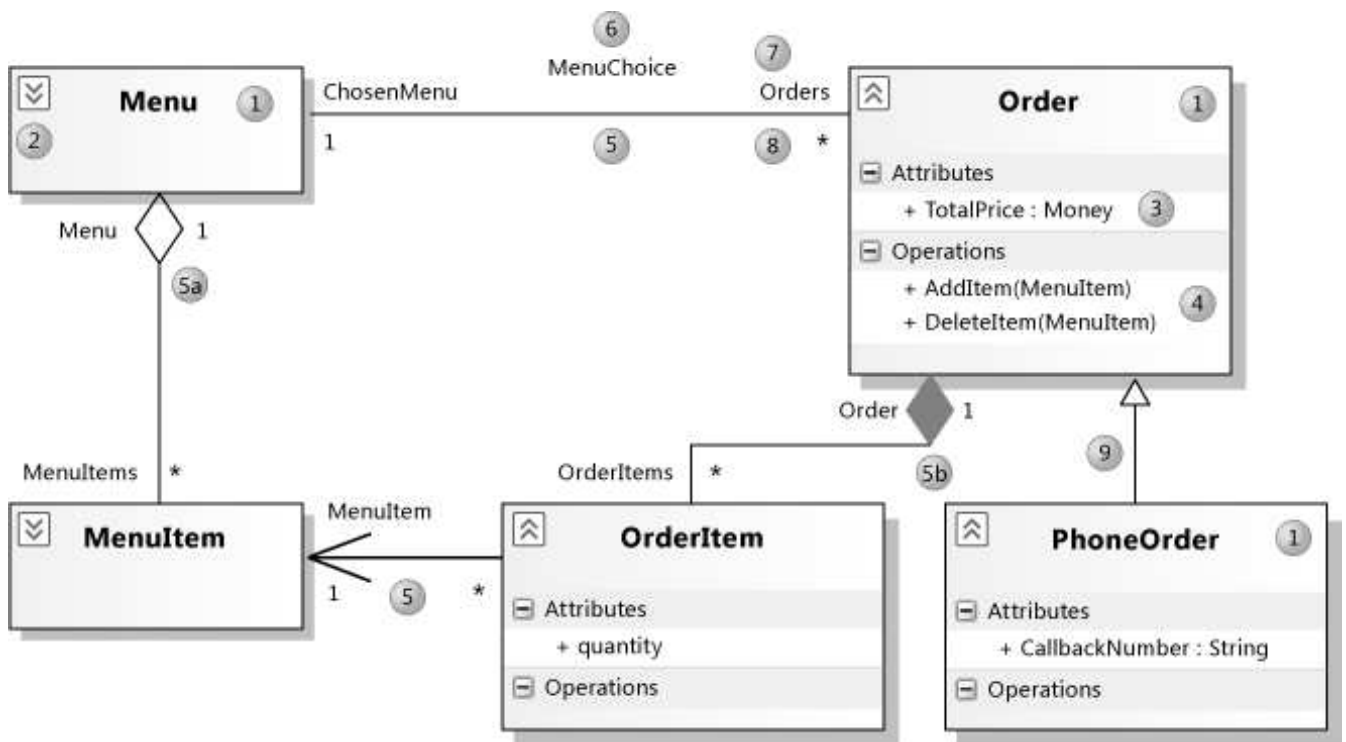 6
MenuChoice
7
Menu
1
2
ChosenMenu
1
5
Orders
8
*
Order
1
Attributes
+ TotalPrice : Money
3
Operations
+ AddItem(MenuItem)
+ DeleteItem(MenuItem)
4
Menu
1
5a
MenuItems
*
Order
1
5b
OrderItems
*
9
MenuItem
MenuItem
1
5
*
OrderItem
Attributes
+ quantity
Operations
PhoneOrder
1
Attributes
+ CallbackNumber : String
Operations